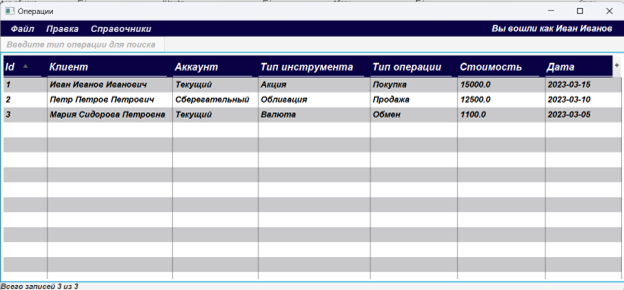 Операции
Файл Правка Справочники Вы вошли как Иван Иванов
Введите тип операции для поиска
Id Клиент Аккаунт Тип инструмента Тип операции Стоимость Дата +
1 Иван Иванов Иванович Текущий Акция Покупка 15000.0 2023-03-15
2 Петр Петров Петрович Сберегательный Облигация Продажа 12500.0 2023-03-10
3 Мария Сидорова Петровна Текущий Валюта Обмен 1100.0 2023-03-05
Всего записей 3 из 3